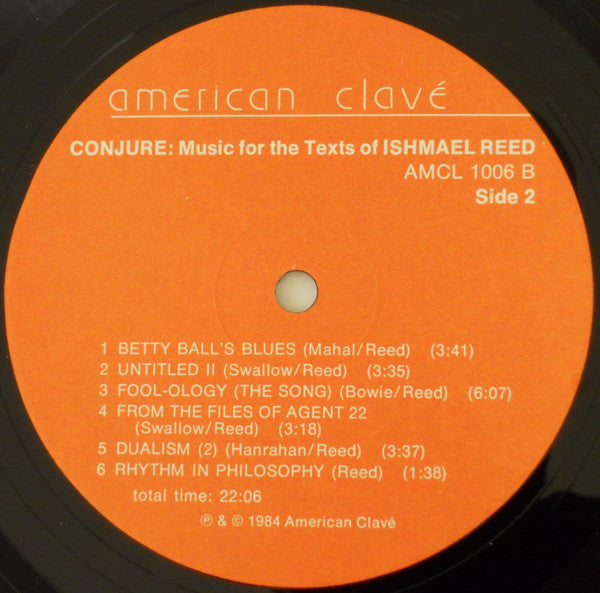 american clavé
CONJURE: Music for the Texts of ISHMAEL REED
AMCL 1006 B
Side 2
1 BETTY BALL'S BLUES (Mahal/Reed) (3:41)
2 UNTITLED II (Swallow/Reed) (3:35)
3 FOOL-OLOGY (THE SONG) (Bowie/Reed) (6:07)
4 FROM THE FILES OF AGENT 22
(Swallow/Reed) (3:18)
5 DUALISM (2) (Hanrahan/Reed) (3:37)
6 RHYTHM IN PHILOSOPHY (Reed) (1:38)
total time: 22:06
℗ & © 1984 American Clavé